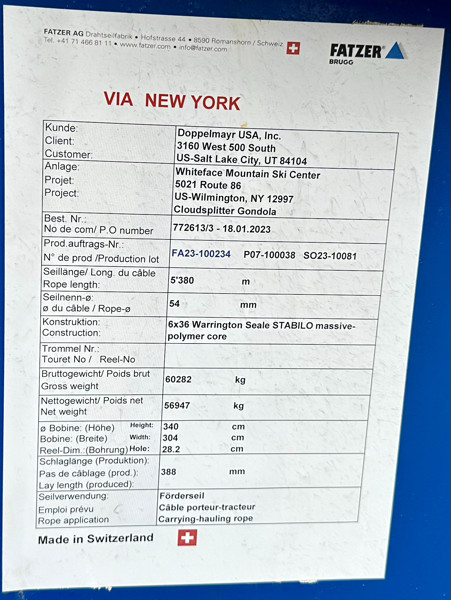 FATZER AG Drahtseilfabrik • Hofstrasse 44 • 8590 Romanshorn / Schweiz
Tel. +41 71 466 81 11 • www.fatzer.com • info@fatzer.com
FATZER®
BRUGG
VIA NEW YORK
Kunde:
Client:
Customer:
Doppelmayr USA, Inc.
3160 West 500 South
US-Salt Lake City, UT 84104
Anlage:
Projet:
Project:
Whiteface Mountain Ski Center
5021 Route 86
US-Wilmington, NY 12997
Cloudsplitter Gondola
Best. Nr.:
No de com/ P.O number
772613/3 - 18.01.2023
Prod.auftrags-Nr.:
N° de prod /Production lot
FA23-100234 P07-100038 SO23-10081
Seillänge/ Long. du câble
Rope length:
5'380 m
Seilnenn-ø:
ø du câble / Rope-ø
54 mm
Konstruktion:
Construction:
6x36 Warrington Seale STABILO massive-
polymer core
Trommel Nr.:
Touret No / Reel-No
Bruttogewicht/ Poids brut
Gross weight
60282 kg
Nettogewicht/ Poids net
Net weight
56947 kg
ø Bobine: (Höhe) Height: 340 cm
Bobine: (Breite) Width: 304 cm
Reel-Dim.:(Bohrung) Hole: 28.2 cm
Schlaglänge (Produktion):
Pas de câblage (prod.):
Lay length (produced):
388 mm
Seilverwendung:
Emploi prévu
Rope application
Förderseil
Câble porteur-tracteur
Carrying-hauling rope
Made in Switzerland